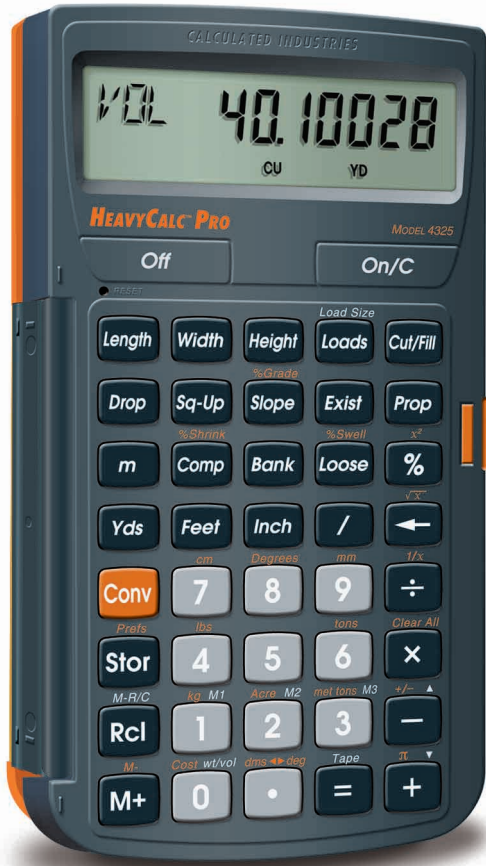 CALCULATED INDUSTRIES
VOL 40.10028
CU YD
HEAVYCALC™ PRO
MODEL 4325
Off On/C
RESET
Load Size
Length Width Height Loads Cut/Fill
%Grade
Drop Sq-Up Slope Exist Prop
%Shrink %Swell x²
m Comp Bank Loose %
√x
Yds Feet Inch / ←
cm Degrees mm 1/x
Conv 7 8 9 ÷
Prefs lbs tons Clear All
Stor 4 5 6 ×
M-R/C kg M1 Acre M2 met tons M3 +/− ▲
Rcl 1 2 3 −
M- Cost wt/vol dms◄►deg Tape π ▼
M+ 0 • = +